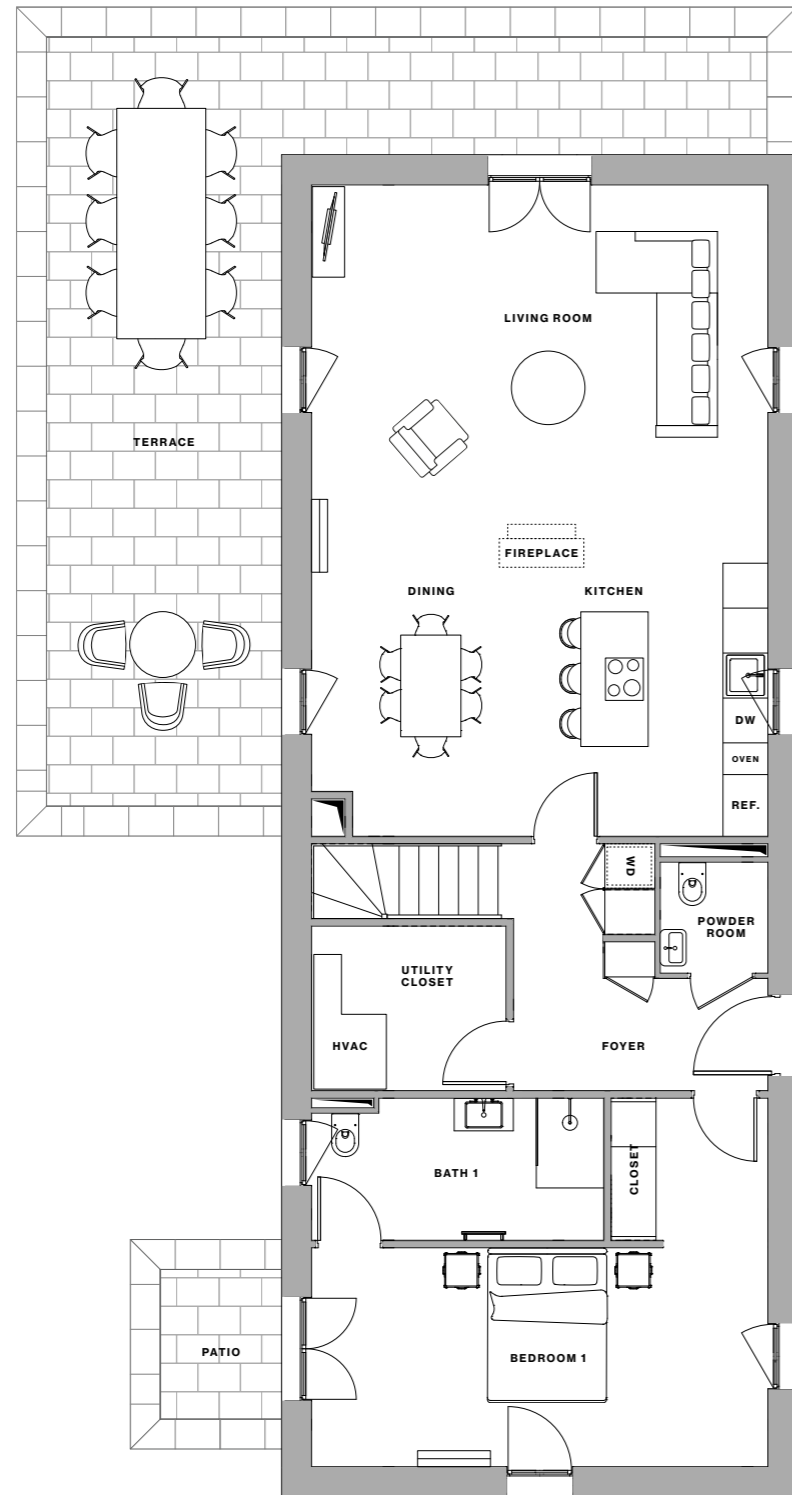 LIVING ROOM
TERRACE
FIREPLACE
DINING
KITCHEN
DW
OVEN
REF.
WD
POWDER
ROOM
UTILITY
CLOSET
HVAC
FOYER
BATH 1
CLOSET
PATIO
BEDROOM 1